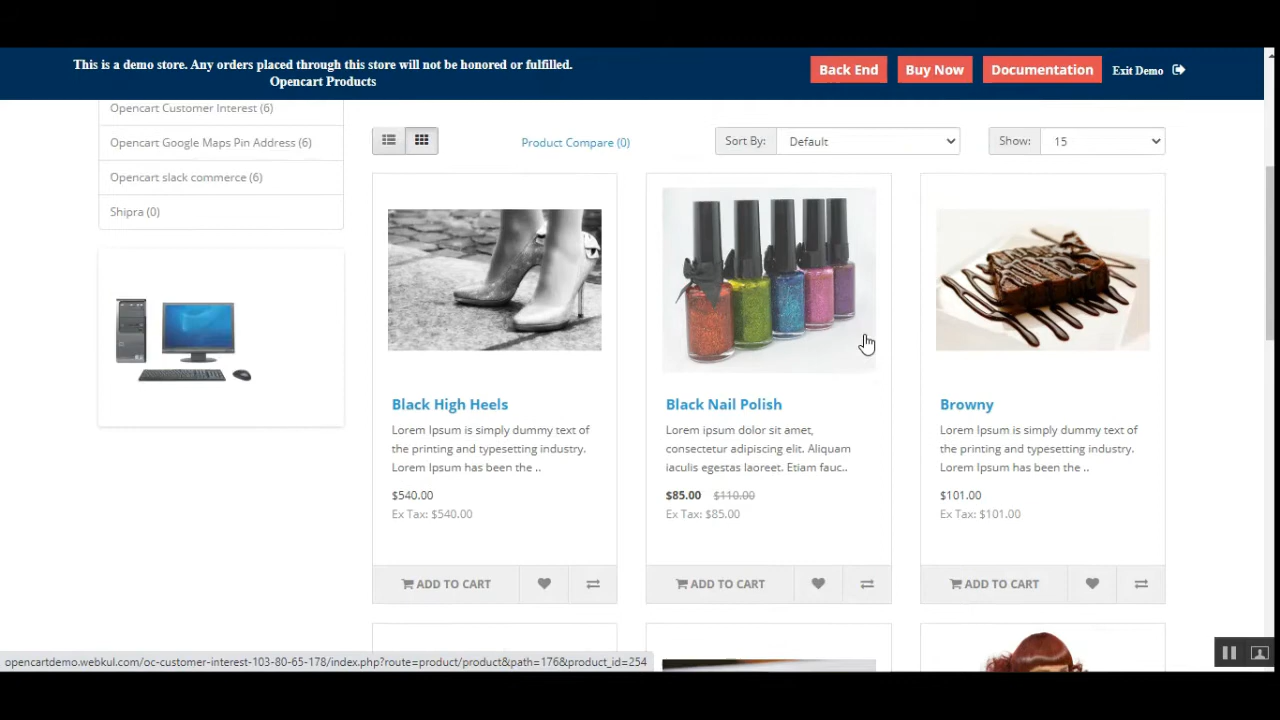 This is a demo store. Any orders placed through this store will not be honored or fulfilled.
Opencart Products
Back End
Buy Now
Documentation
Exit Demo
Opencart Customer Interest (6)
Opencart Google Maps Pin Address (6)
Opencart slack commerce (6)
Shipra (0)
Product Compare (0)
Sort By:
Default
Show:
15
Black High Heels
Lorem Ipsum is simply dummy text of
the printing and typesetting industry.
Lorem Ipsum has been the ..
$540.00
Ex Tax: $540.00
ADD TO CART
Black Nail Polish
Lorem ipsum dolor sit amet,
consectetur adipiscing elit. Aliquam
iaculis egestas laoreet. Etiam fauc..
$85.00 $110.00
Ex Tax: $85.00
ADD TO CART
Browny
Lorem Ipsum is simply dummy text of
the printing and typesetting industry.
Lorem Ipsum has been the ..
$101.00
Ex Tax: $101.00
ADD TO CART
opencartdemo.webkul.com/oc-customer-interest-103-80-65-178/index.php?route=product/product&path=176&product_id=254